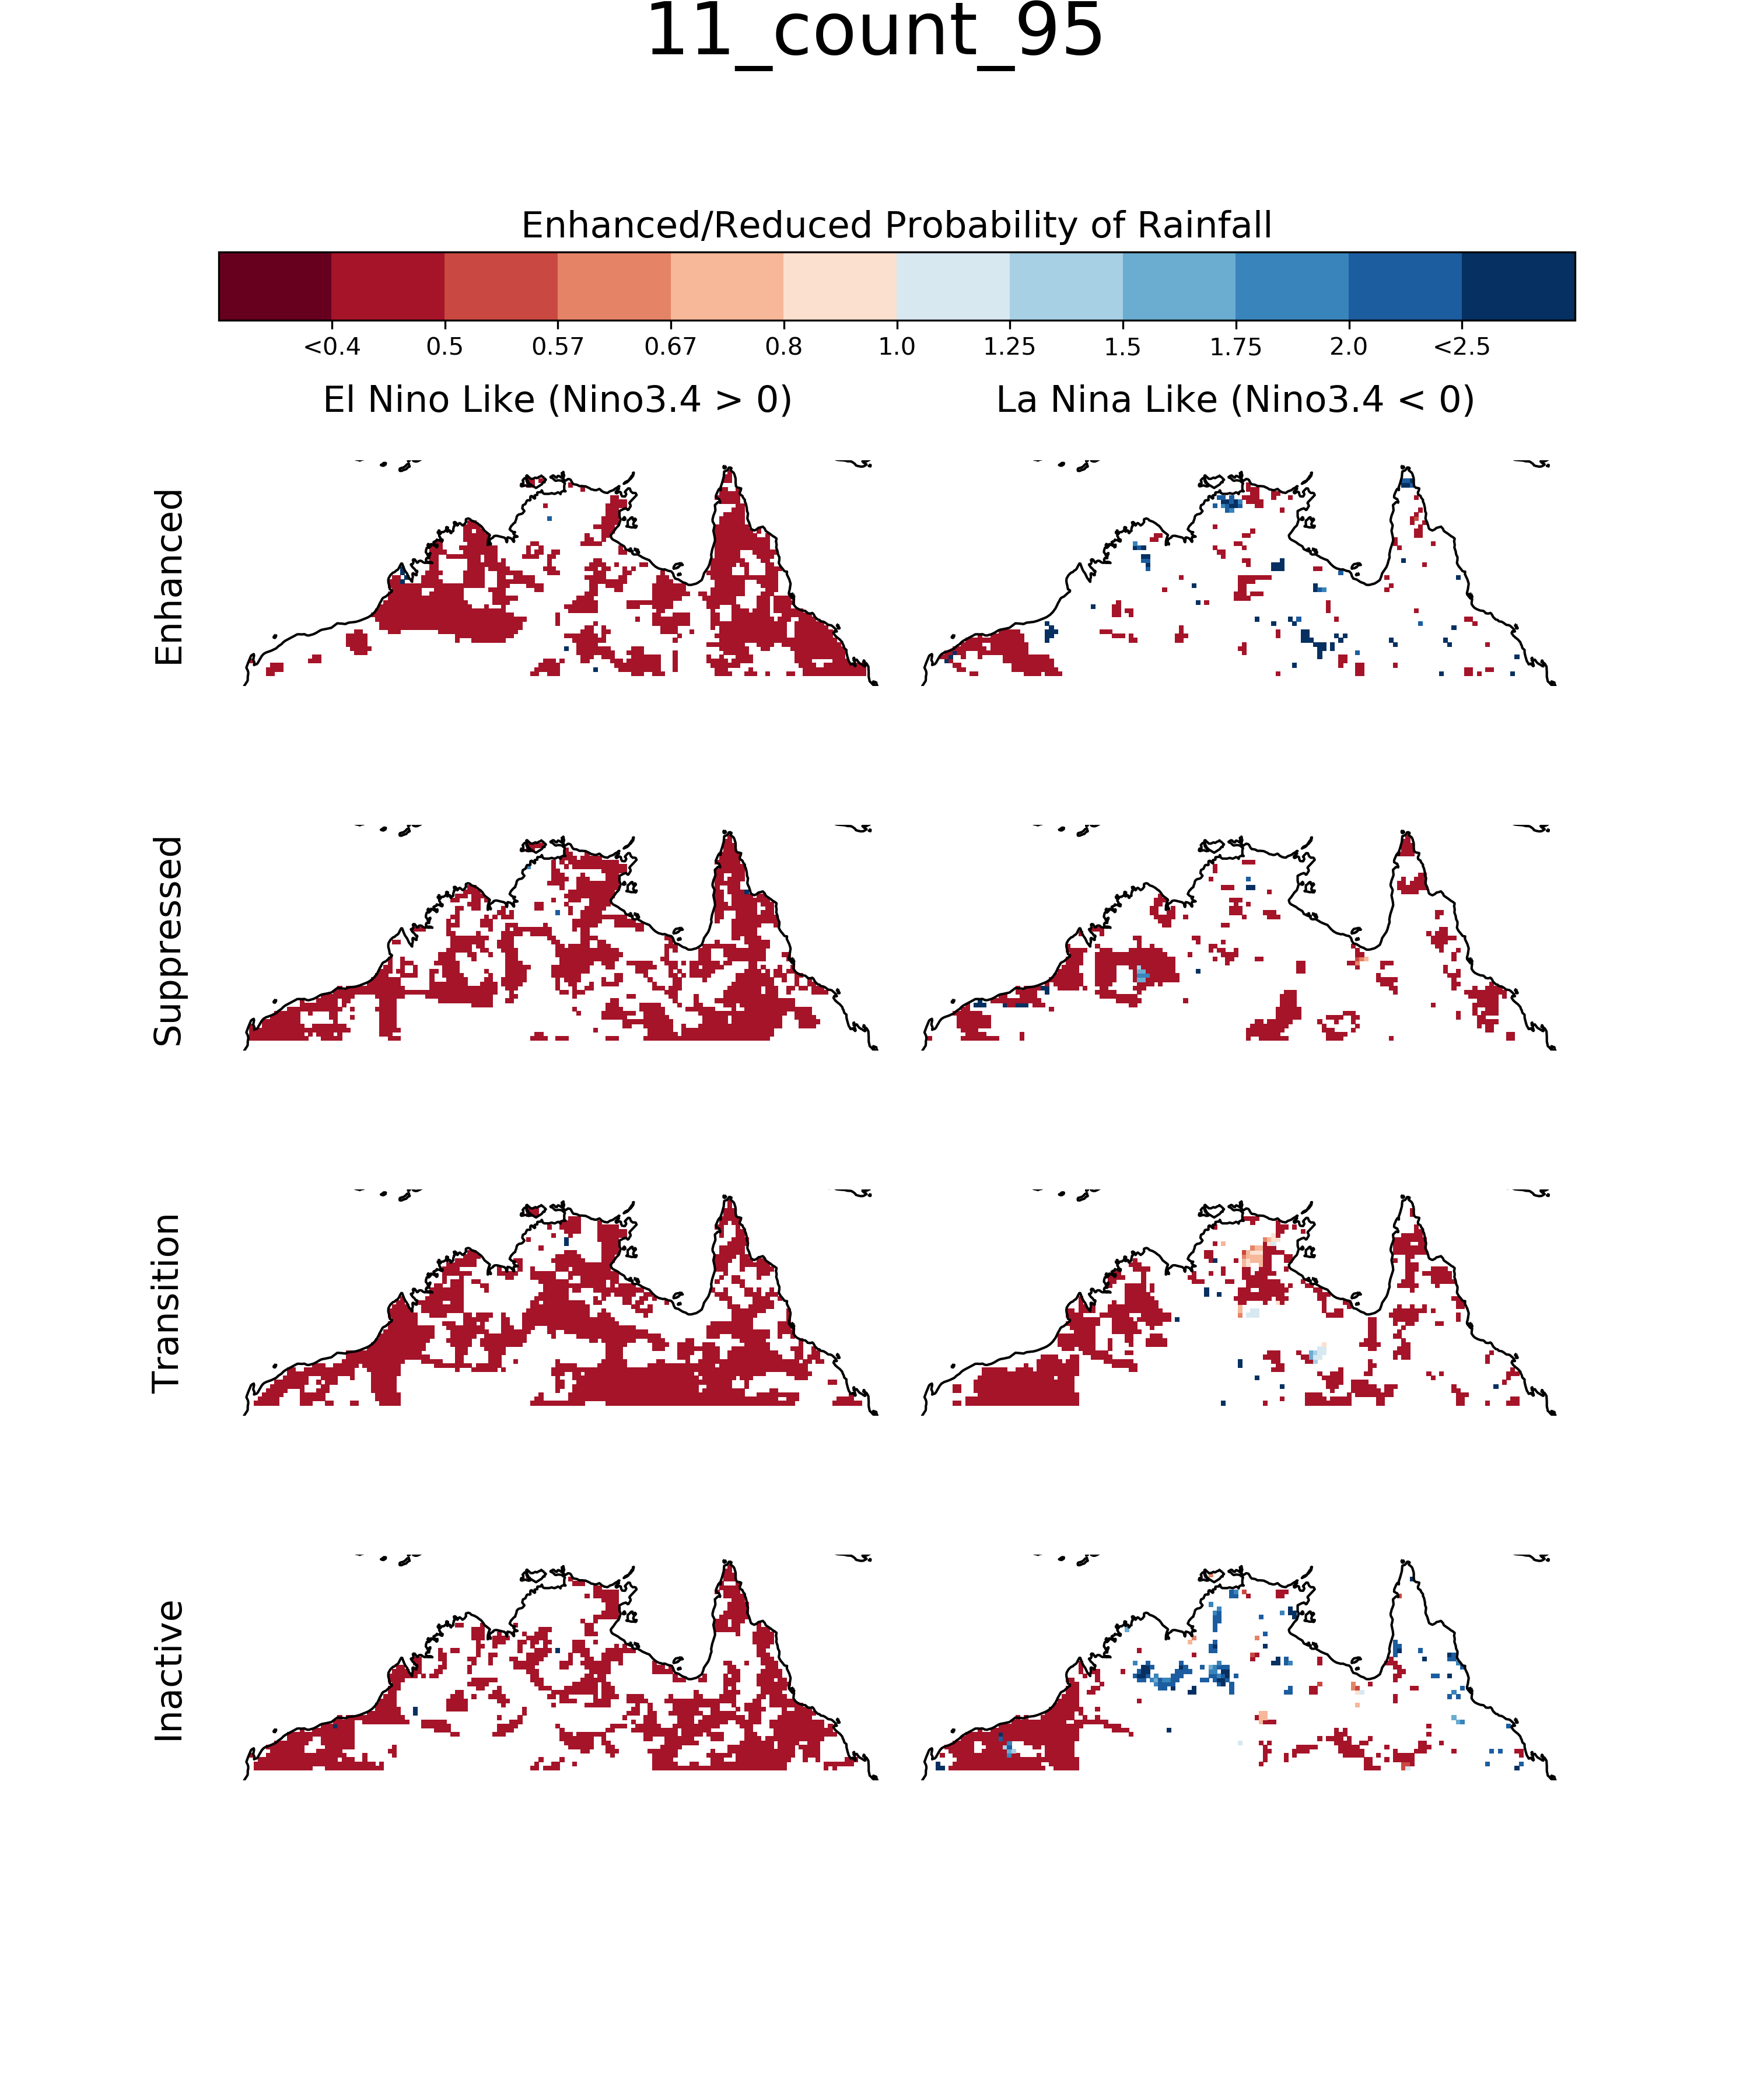 11_count_95
Enhanced/Reduced Probability of Rainfall
<0.4 0.5 0.57 0.67 0.8 1.0 1.25 1.5 1.75 2.0 <2.5
El Nino Like (Nino3.4 > 0) La Nina Like (Nino3.4 < 0)
Enhanced
Suppressed
Transition
Inactive